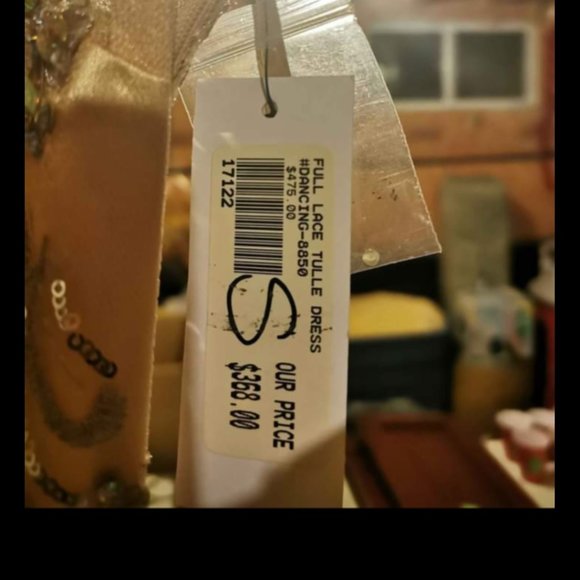 FULL LACE TULLE DRESS
#DANCING-8850
$475.00
17122
S
OUR PRICE
$368.00